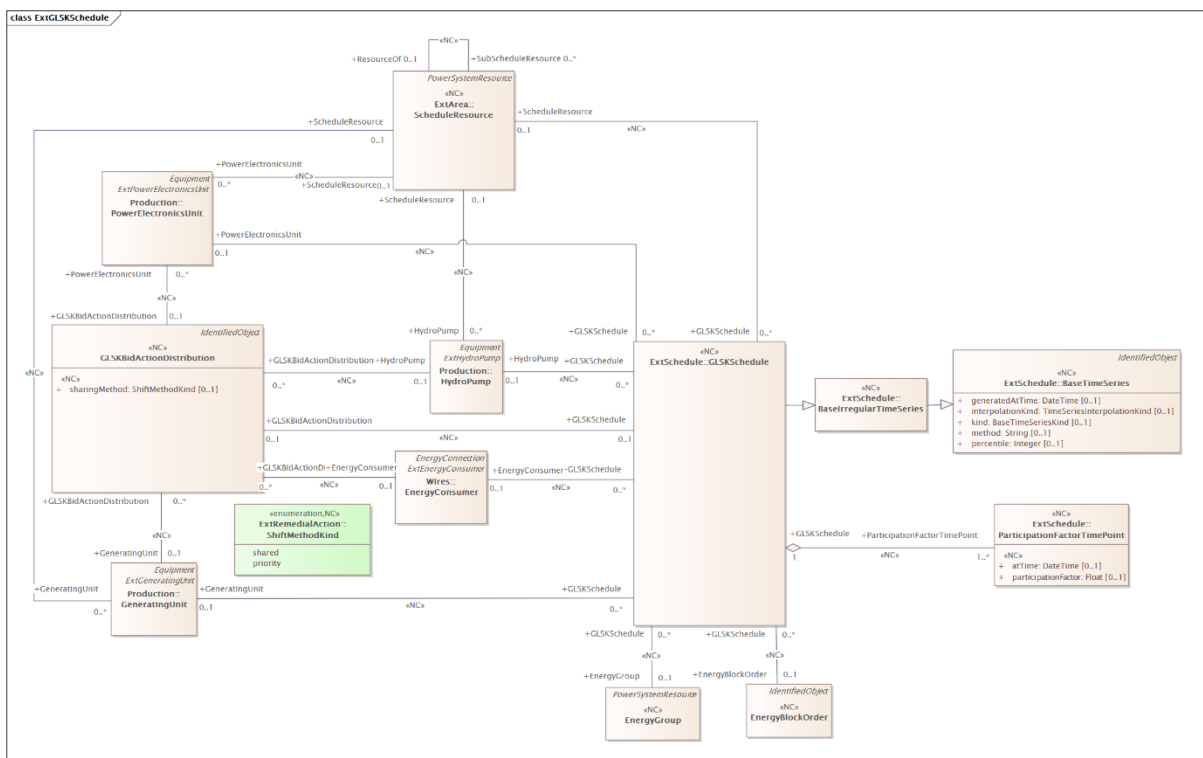 class ExtGLSKSchedule
«NC»
+ResourceOf 0..1
+SubScheduleResource 0..*
PowerSystemResource
«NC»
ExtArea::
ScheduleResource
+ScheduleResource
0..1
+ScheduleResource
0..1
«NC»
+PowerElectronicsUnit
0..*
«NC»
+ScheduleResource
0..1
Equipment
ExtPowerElectronicsUnit
Production::
PowerElectronicsUnit
+ScheduleResource
0..1
+PowerElectronicsUnit
0..1
«NC»
«NC»
+PowerElectronicsUnit
0..*
«NC»
+GLSKBidActionDistribution
0..1
+HydroPump
0..*
+GLSKSchedule
0..*
+GLSKSchedule
0..*
IdentifiedObject
«NC»
GLSKBidActionDistribution
«NC»
+ sharingMethod: ShiftMethodKind [0..1]
«NC»
+GLSKBidActionDistribution
+HydroPump
0..*
«NC»
0..1
Equipment
ExtHydroPump
Production::
HydroPump
+HydroPump
+GLSKSchedule
0..1
«NC»
0..*
«NC»
ExtSchedule::GLSKSchedule
«NC»
ExtSchedule::
BaseIrregularTimeSeries
IdentifiedObject
«NC»
ExtSchedule::BaseTimeSeries
+ generatedAtTime: DateTime [0..1]
+ interpolationKind: TimeSeriesInterpolationKind [0..1]
+ kind: BaseTimeSeriesKind [0..1]
+ method: String [0..1]
+ percentile: Integer [0..1]
+GLSKBidActionDistribution
+GLSKSchedule
0..1
«NC»
0..1
+GLSKBidActionDi
+EnergyConsumer
0..*
«NC»
0..1
EnergyConnection
ExtEnergyConsumer
Wires::
EnergyConsumer
+EnergyConsumer
-GLSKSchedule
0..1
«NC»
0..*
+GLSKBidActionDistribution
0..*
«enumeration,NC»
ExtRemedialAction::
ShiftMethodKind
shared
priority
«NC»
+GeneratingUnit
0..1
+GLSKSchedule
1
+ParticipationFactorTimePoint
«NC»
1..*
«NC»
ExtSchedule::
ParticipationFactorTimePoint
«NC»
+ atTime: DateTime [0..1]
+ participationFactor: Float [0..1]
Equipment
ExtGeneratingUnit
Production::
GeneratingUnit
+GeneratingUnit
0..*
+GeneratingUnit
0..1
«NC»
+GLSKSchedule
0..*
+GLSKSchedule
0..*
+GLSKSchedule
0..*
«NC»
«NC»
+EnergyGroup
0..1
+EnergyBlockOrder
0..1
PowerSystemResource
«NC»
EnergyGroup
IdentifiedObject
«NC»
EnergyBlockOrder